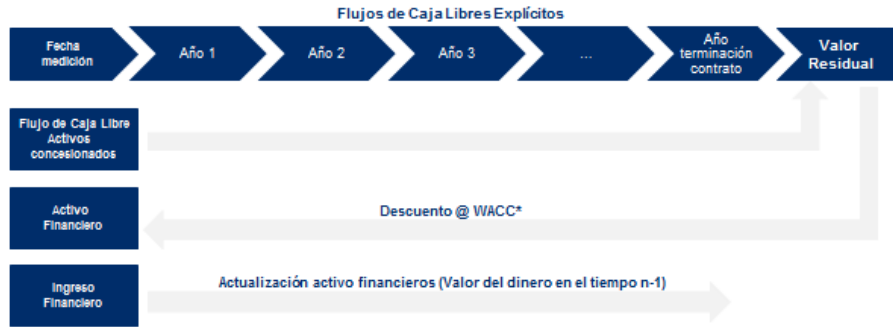 Flujos de Caja Libres Explícitos
Fecha
medición
Año 1
Año 2
Año 3
...
Año
terminación
contrato
Valor
Residual
Flujo de Caja Libre
Activos
concesionados
Activo
Financiero
Descuento @ WACC*
Ingreso
Financiero
Actualización activo financieros (Valor del dinero en el tiempo n-1)